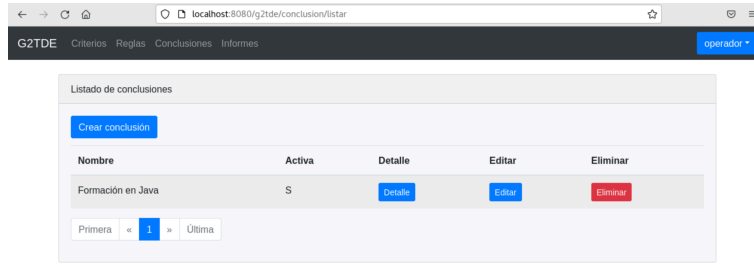 localhost:8080/g2tde/conclusion/listar
G2TDE Criterios Reglas Conclusiones Informes operador
Listado de conclusiones
Crear conclusión
Nombre Activa Detalle Editar Eliminar
Formación en Java S Detalle Editar Eliminar
Primera « 1 » Última